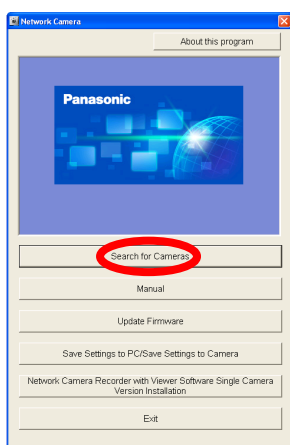 Network Camera
About this program
Panasonic
Search for Cameras
Manual
Update Firmware
Save Settings to PC/Save Settings to Camera
Network Camera Recorder with Viewer Software Single Camera
Version Installation
Exit